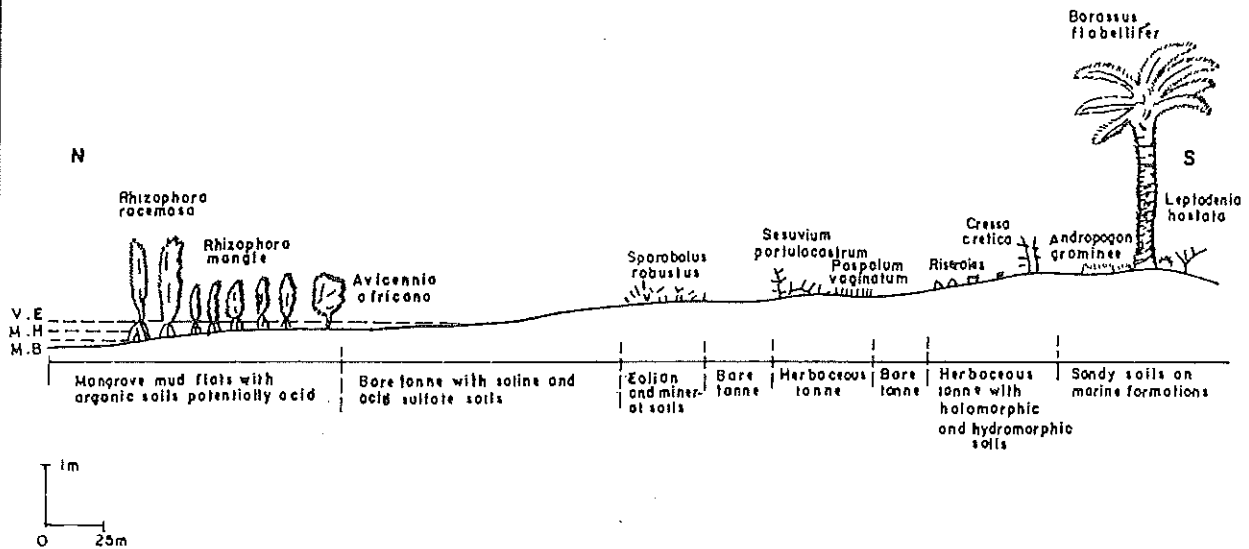 Borassus
flabellifer
N
S
Rhizophora
racemosa
Rhizophora
mangle
Avicennia
africana
Sporobolus
robustus
Sesuvium
portulacastrum
Paspalum
vaginatum
Ristroies
Cressa
cretica
Andropogon
graminee
Leptodenia
hastata
V.E
M.H
M.B
Mangrove mud flats with
organic soils potentially acid
Bare tanne with saline and
acid sulfate soils
Eolian
and miner-
al soils
Bare
tanne
Herbaceous
tanne
Bare
tanne
Herbaceous
tanne with
halomorphic
and hydromorphic
soils
Sandy soils on
marine formations
1m
0 25m